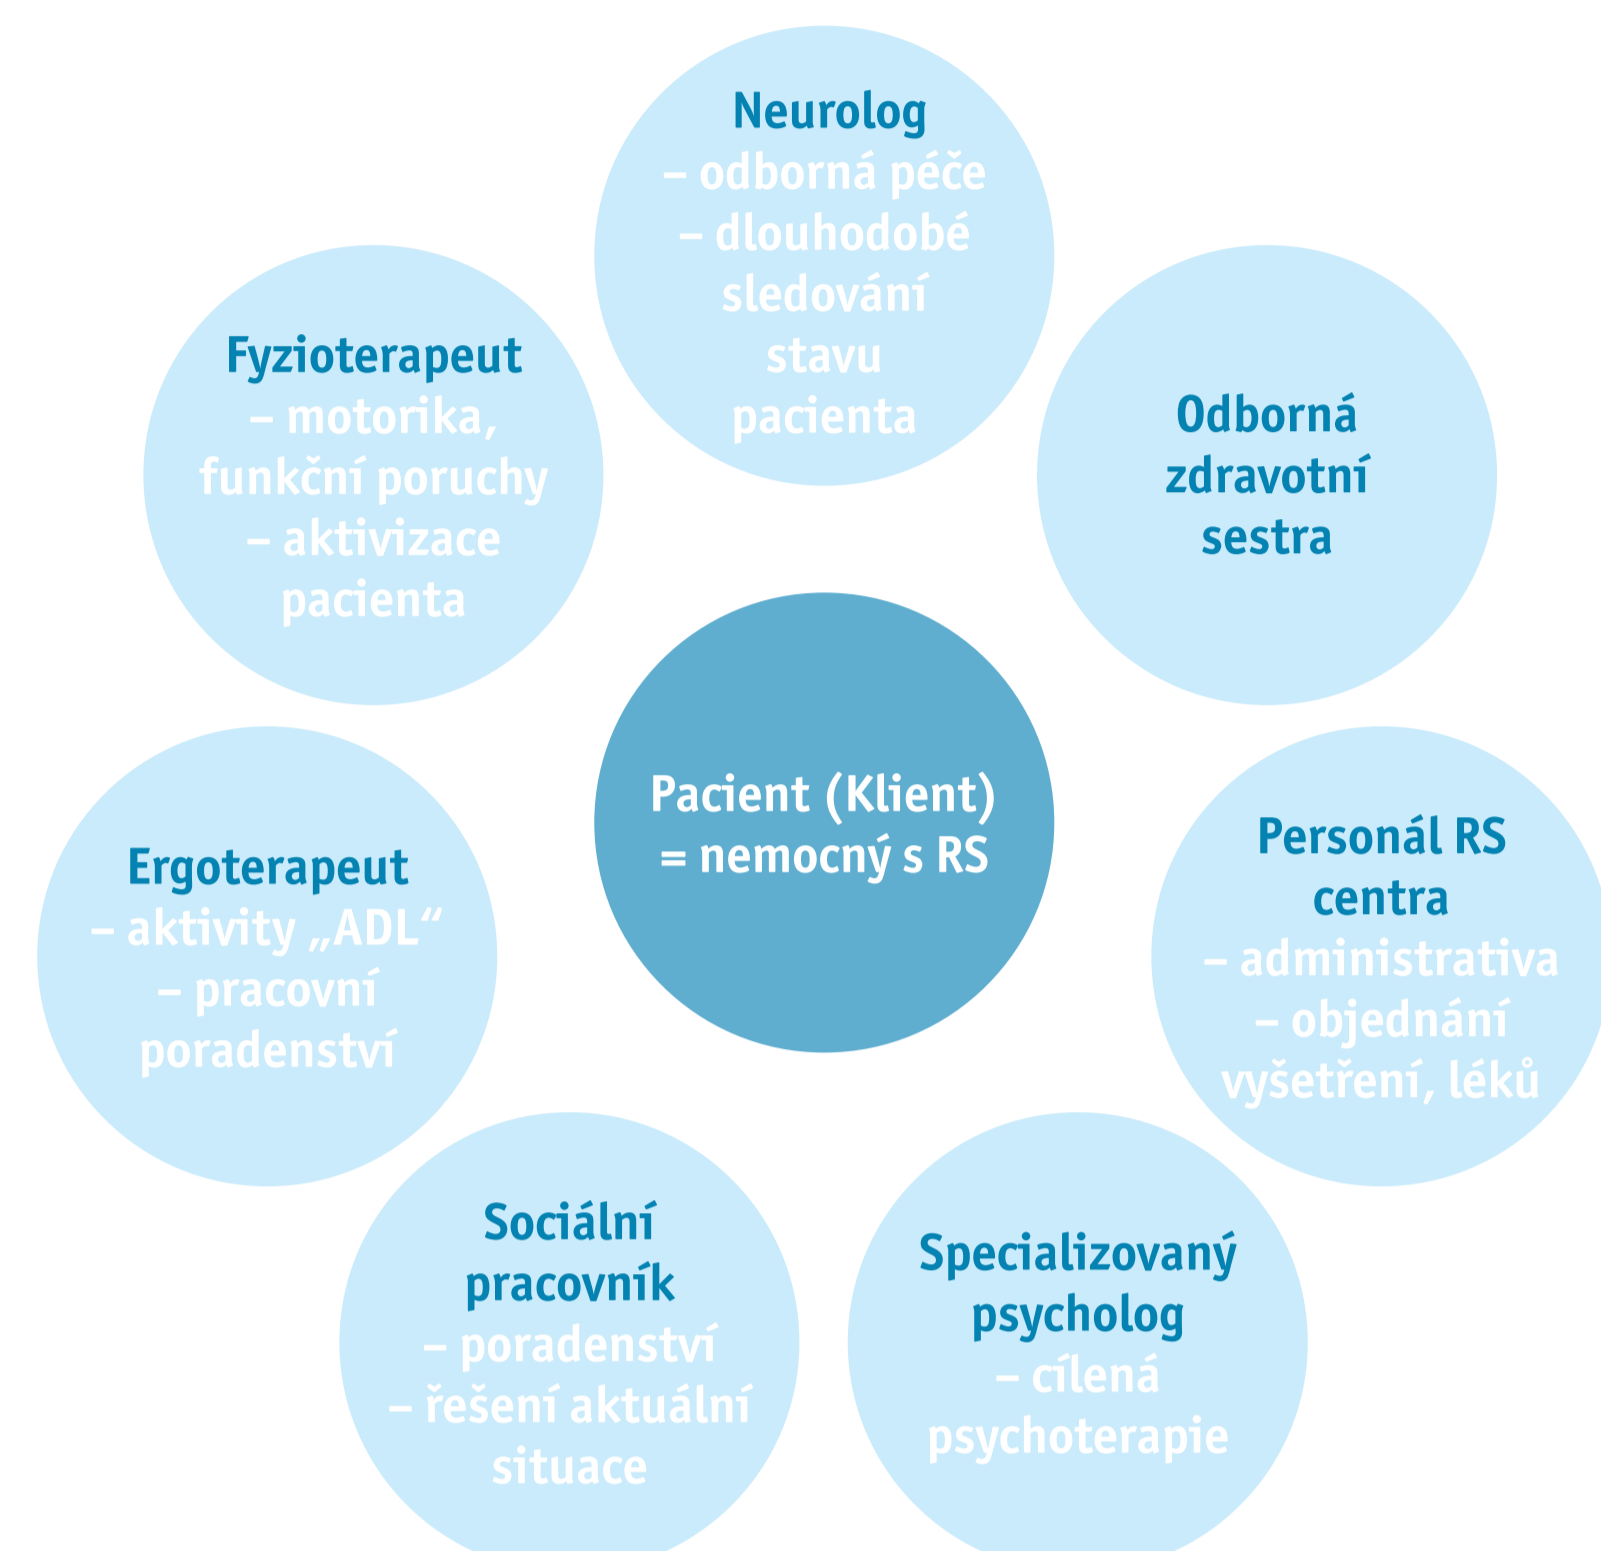 Neurolog
– odborná péče
– dlouhodobé
sledování
stavu
pacienta
Odborná
zdravotní
sestra
Personál RS
centra
– administrativa
– objednání
vyšetření, léků
Specializovaný
psycholog
– cílená
psychoterapie
Sociální
pracovník
– poradenství
– řešení aktuální
situace
Ergoterapeut
– aktivity „ADL“
– pracovní
poradenství
Fyzioterapeut
– motorika,
funkční poruchy
– aktivizace
pacienta
Pacient (Klient)
= nemocný s RS